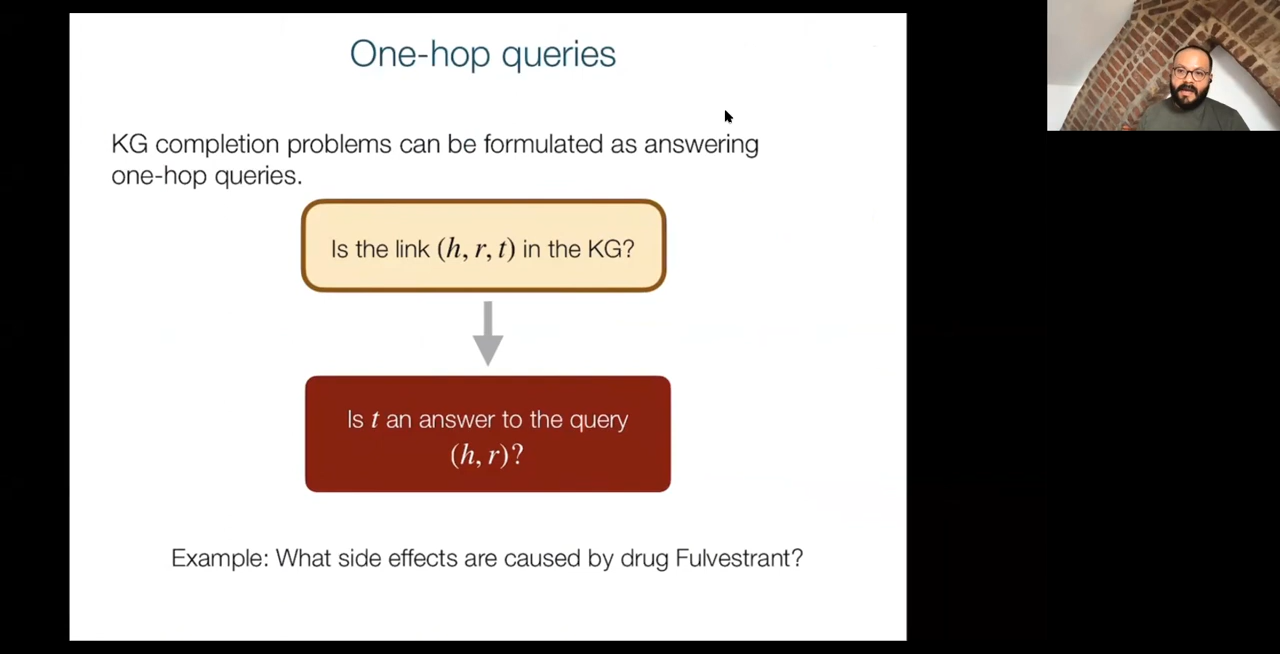 One-hop queries
KG completion problems can be formulated as answering
one-hop queries.
Is the link (h, r, t) in the KG?
Is t an answer to the query
(h, r)?
Example: What side effects are caused by drug Fulvestrant?